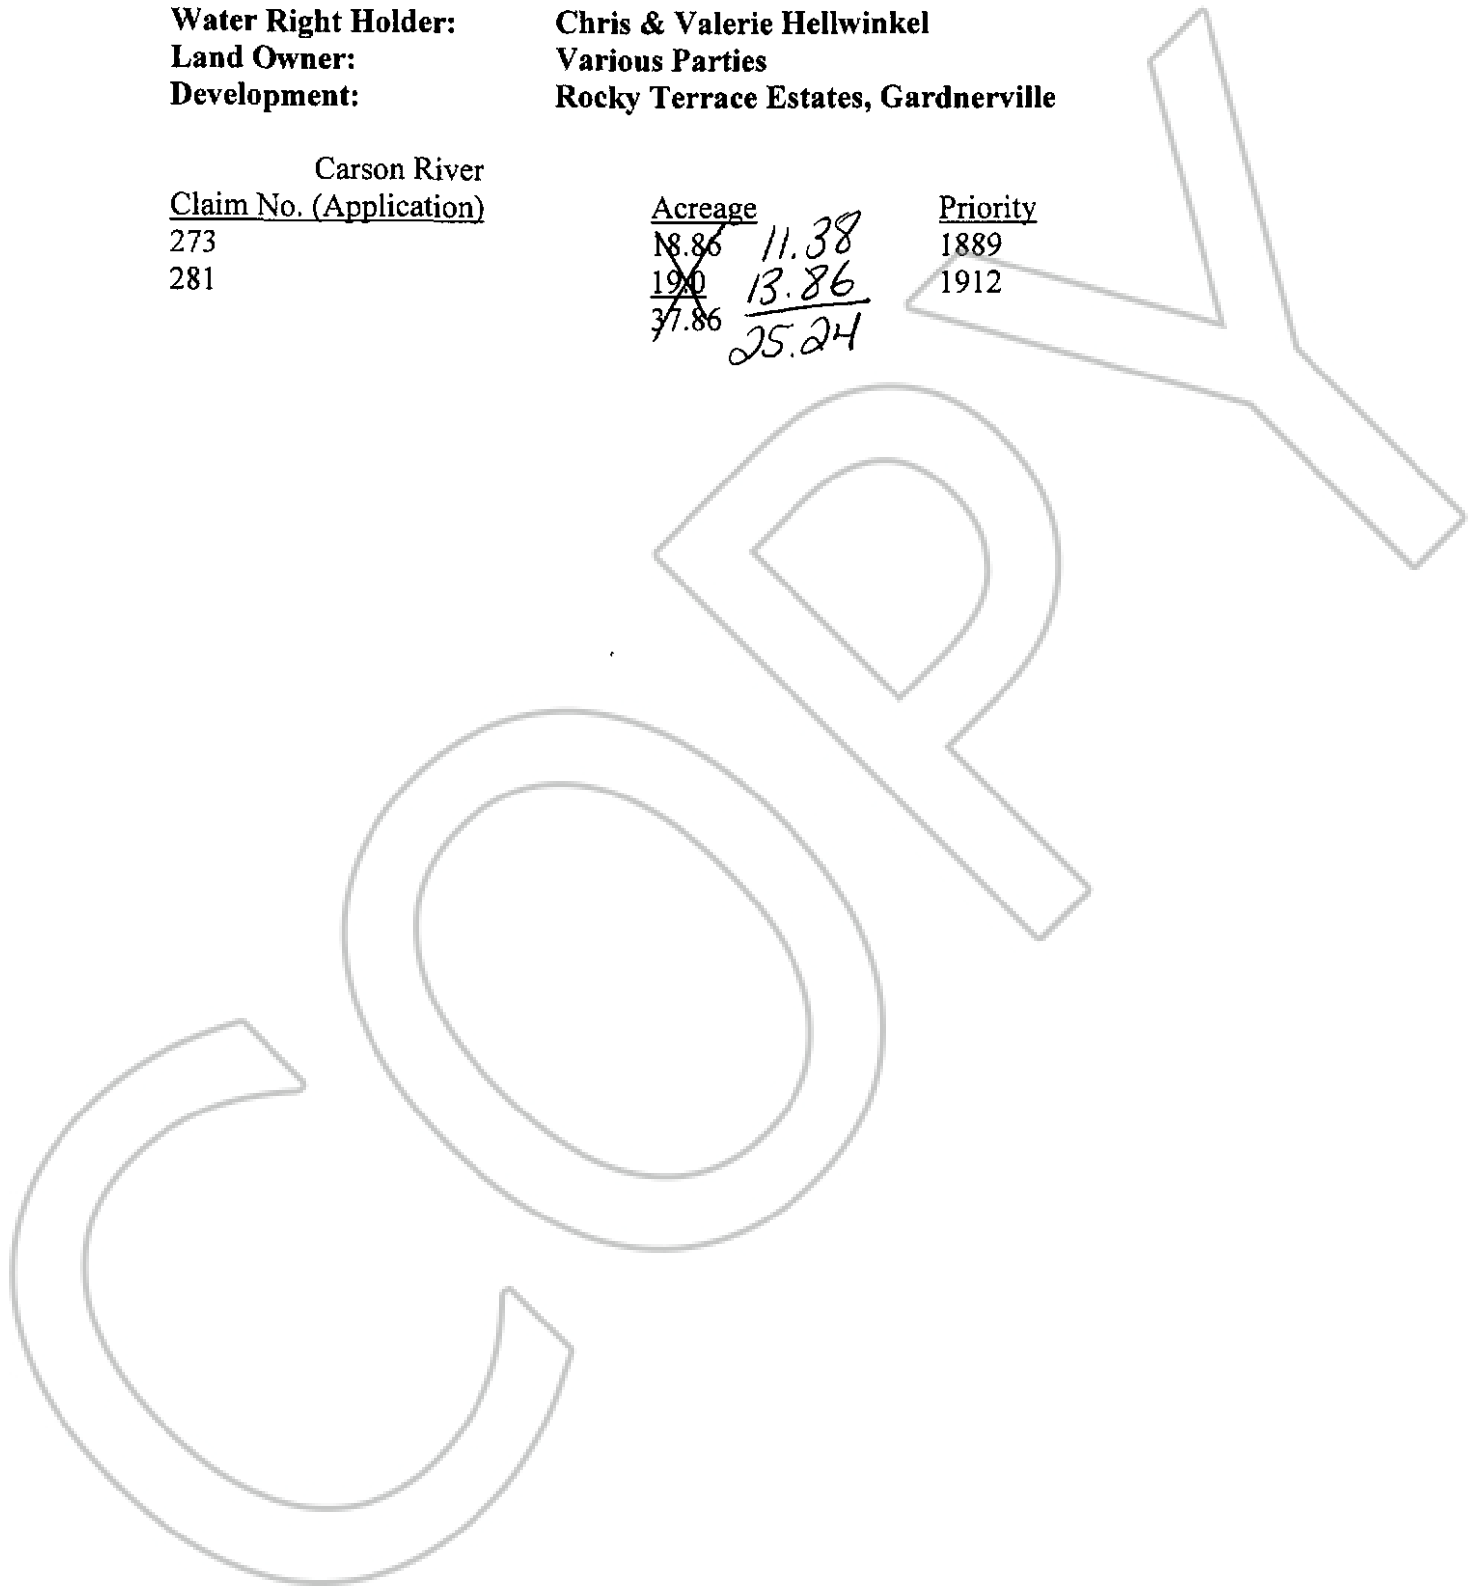 Water Right Holder: Chris & Valerie Hellwinkel
Land Owner: Various Parties
Development: Rocky Terrace Estates, Gardnerville
Carson River
Claim No. (Application) Acreage Priority
273 18.86 11.38 1889
281 19.0 13.86 1912
37.86 25.24
COPY